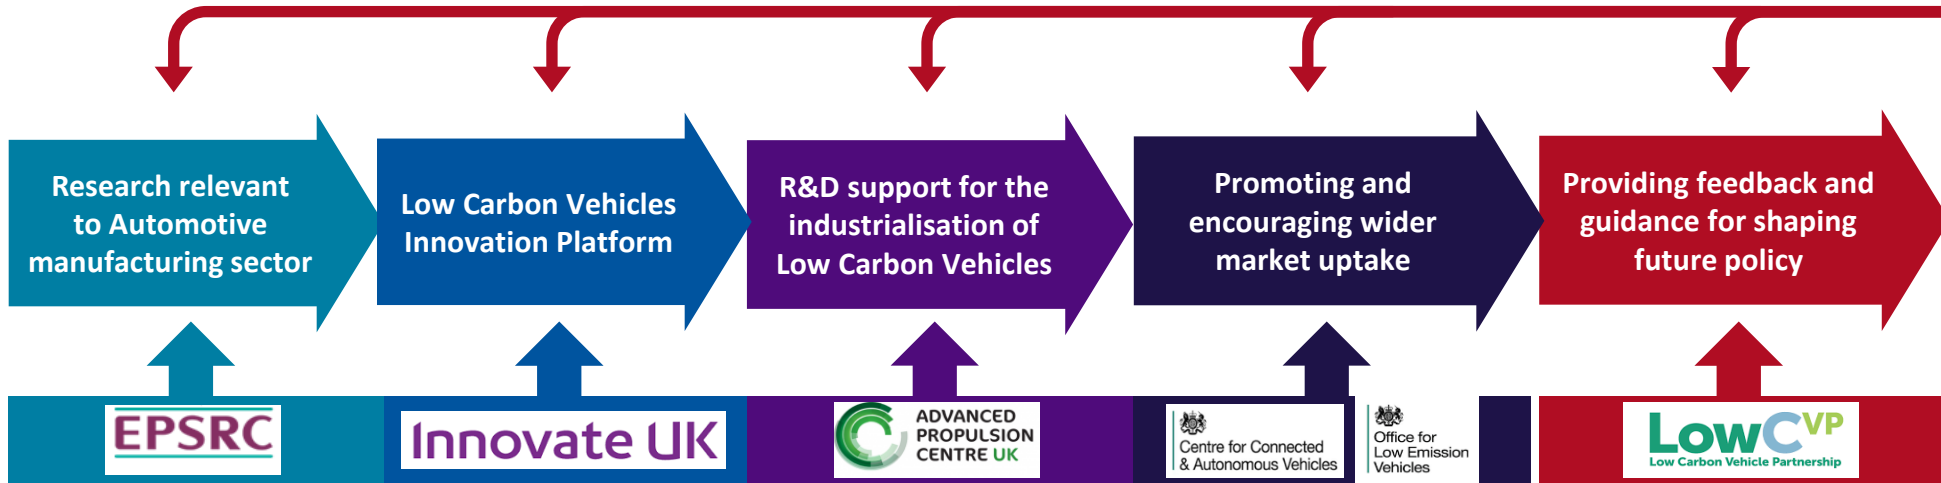 Research relevant
to Automotive
manufacturing sector
Low Carbon Vehicles
Innovation Platform
R&D support for the
industrialisation of
Low Carbon Vehicles
Promoting and
encouraging wider
market uptake
Providing feedback and
guidance for shaping
future policy
EPSRC
Innovate UK
ADVANCED
PROPULSION
CENTRE UK
Centre for Connected
& Autonomous Vehicles
Office for
Low Emission
Vehicles
LowCVP
Low Carbon Vehicle Partnership